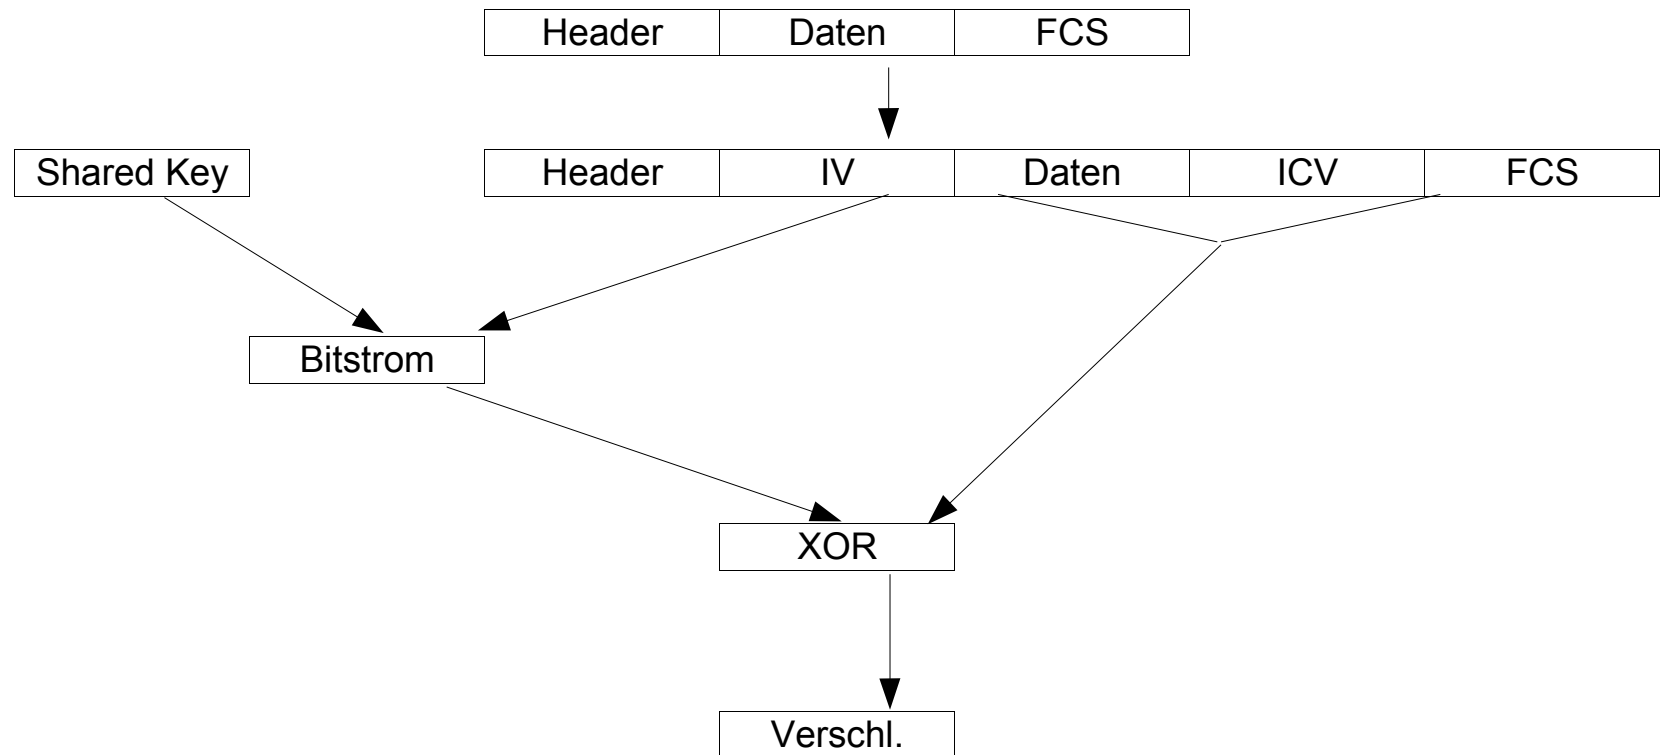 Header Daten FCS
Shared Key Header IV Daten ICV FCS
Bitstrom
XOR
Verschl.